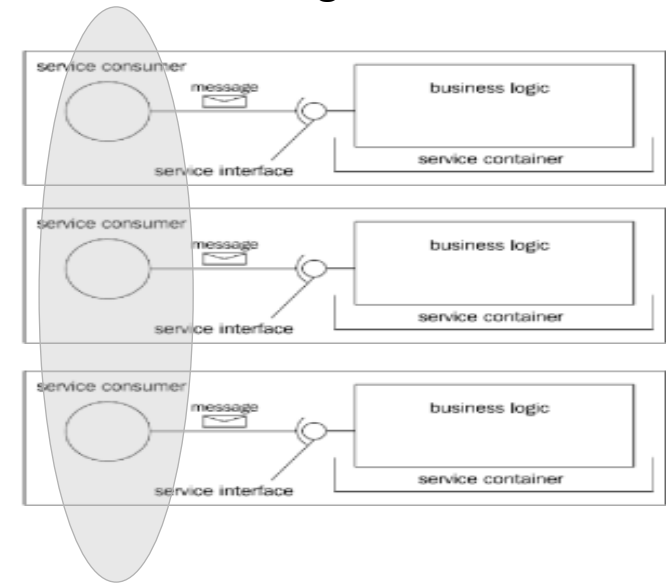 service consumer
message
business logic
service container
service interface
service consumer
message
business logic
service container
service interface
service consumer
message
business logic
service container
service interface